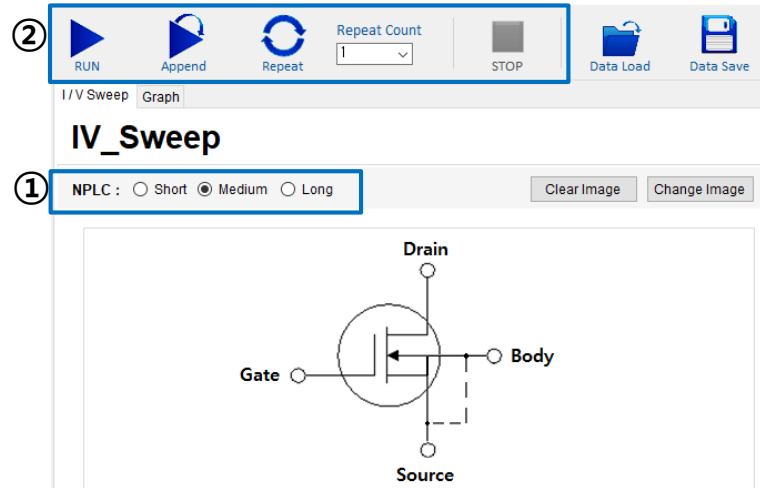 ②
Repeat Count
1
RUN Append Repeat STOP Data Load Data Save
I / V Sweep Graph
IV_Sweep
①
NPLC : Short Medium Long Clear Image Change Image
Drain
Gate
Body
Source